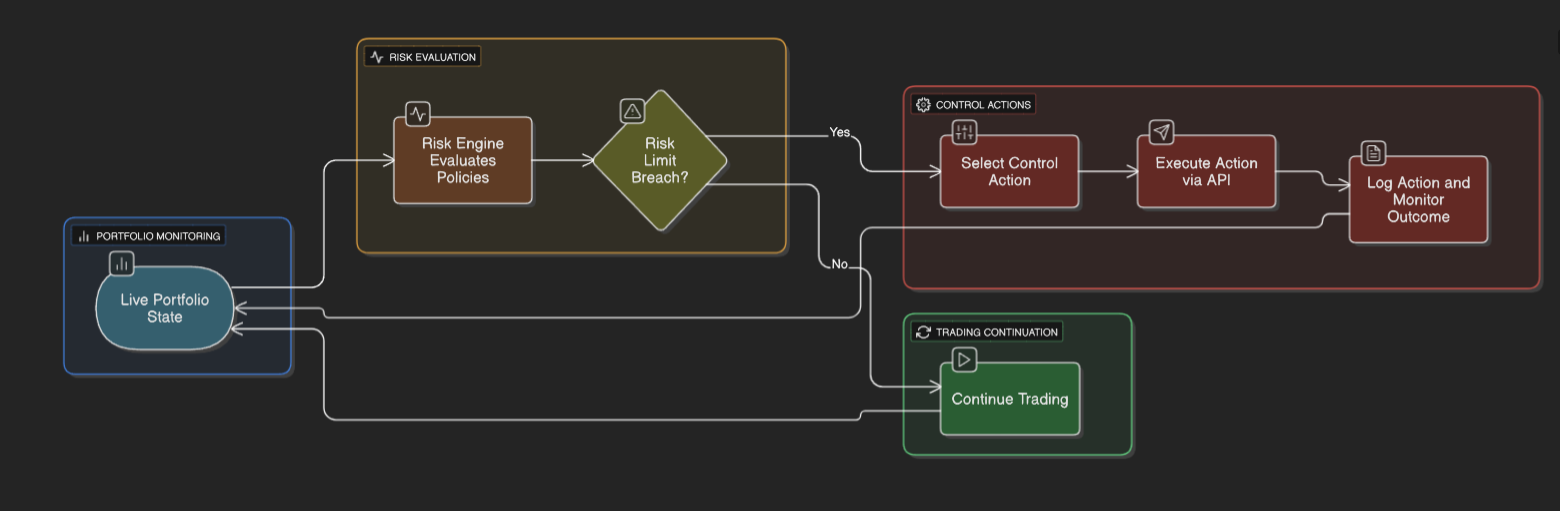 RISK EVALUATION
Risk Engine
Evaluates
Policies
Risk
Limit
Breach?
Yes
No
CONTROL ACTIONS
Select Control
Action
Execute Action
via API
Log Action and
Monitor
Outcome
PORTFOLIO MONITORING
Live Portfolio
State
TRADING CONTINUATION
Continue Trading